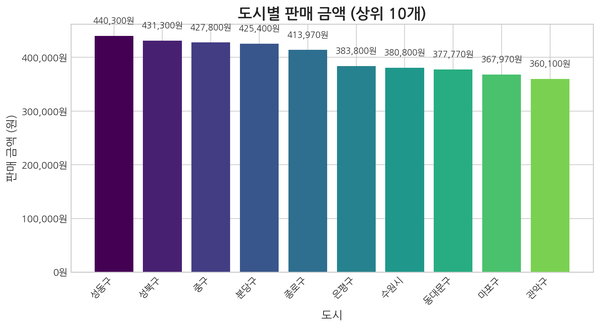 도시별 판매 금액 (상위 10개)
440,300원
431,300원
427,800원
425,400원
413,970원
383,800원
380,800원
377,770원
367,970원
360,100원
400,000원
300,000원
200,000원
100,000원
0원
판매 금액 (원)
성동구
성북구
중구
분당구
종로구
은평구
수원시
동대문구
마포구
관악구
도시